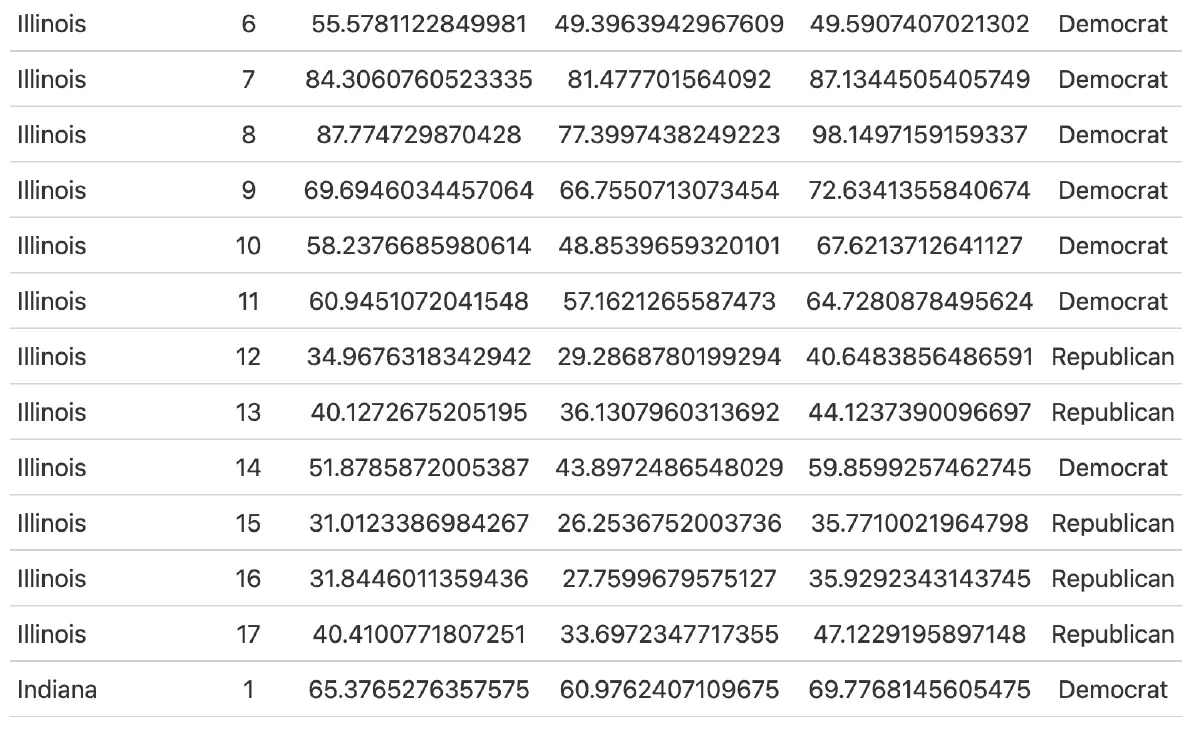 Illinois 6 55.5781122849981 49.3963942967609 49.5907407021302 Democrat
Illinois 7 84.3060760523335 81.477701564092 87.1344505405749 Democrat
Illinois 8 87.774729870428 77.3997438249223 98.1497159159337 Democrat
Illinois 9 69.6946034457064 66.7550713073454 72.6341355840674 Democrat
Illinois 10 58.2376685980614 48.8539659320101 67.6213712641127 Democrat
Illinois 11 60.9451072041548 57.1621265587473 64.7280878495624 Democrat
Illinois 12 34.9676318342942 29.2868780199294 40.6483856486591 Republican
Illinois 13 40.1272675205195 36.1307960313692 44.1237390096697 Republican
Illinois 14 51.8785872005387 43.8972486548029 59.8599257462745 Democrat
Illinois 15 31.0123386984267 26.2536752003736 35.7710021964798 Republican
Illinois 16 31.8446011359436 27.7599679575127 35.9292343143745 Republican
Illinois 17 40.4100771807251 33.6972347717355 47.1229195897148 Republican
Indiana 1 65.3765276357575 60.9762407109675 69.7768145605475 Democrat